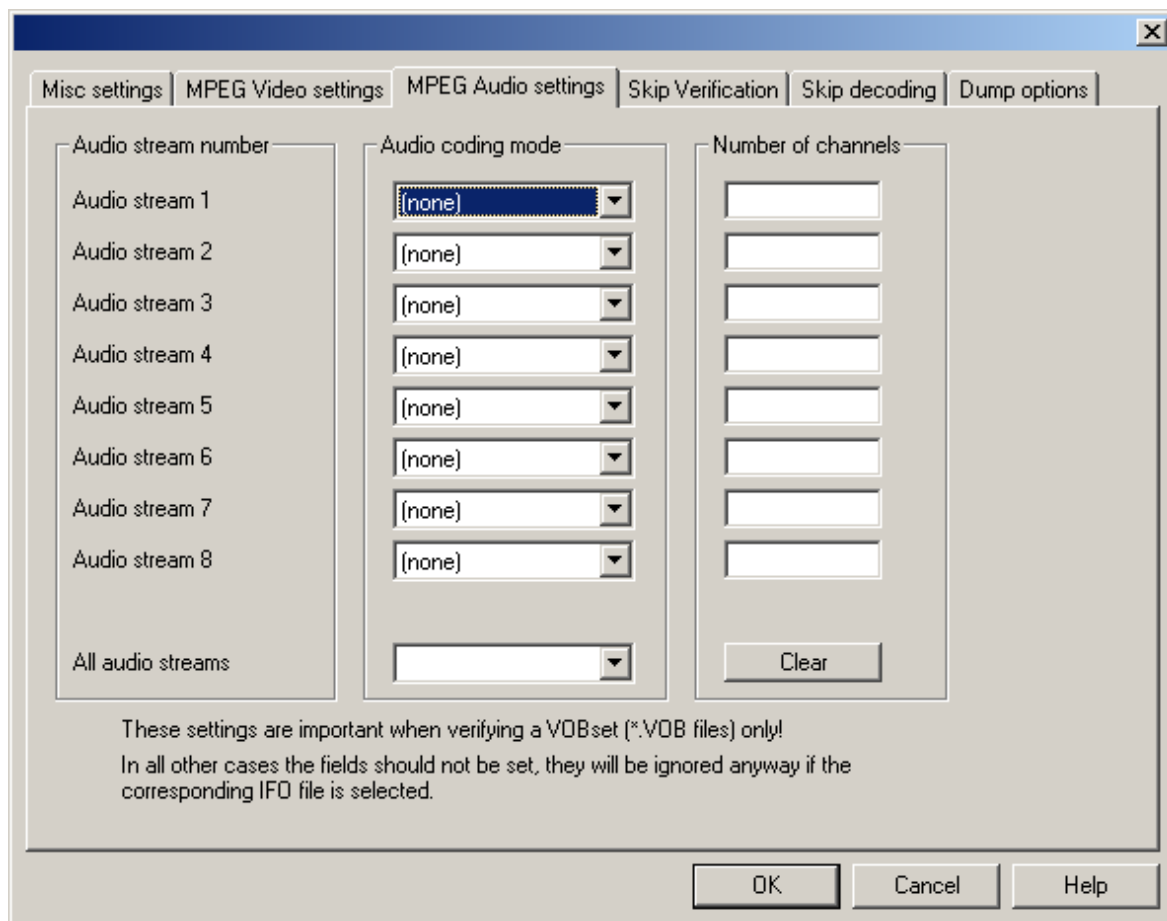 Misc settings
MPEG Video settings
MPEG Audio settings
Skip Verification
Skip decoding
Dump options
Audio stream number
Audio coding mode
Number of channels
Audio stream 1
(none)
Audio stream 2
(none)
Audio stream 3
(none)
Audio stream 4
(none)
Audio stream 5
(none)
Audio stream 6
(none)
Audio stream 7
(none)
Audio stream 8
(none)
All audio streams
Clear
These settings are important when verifying a VOBset (*.VOB files) only!
In all other cases the fields should not be set, they will be ignored anyway if the
corresponding IFO file is selected.
OK
Cancel
Help